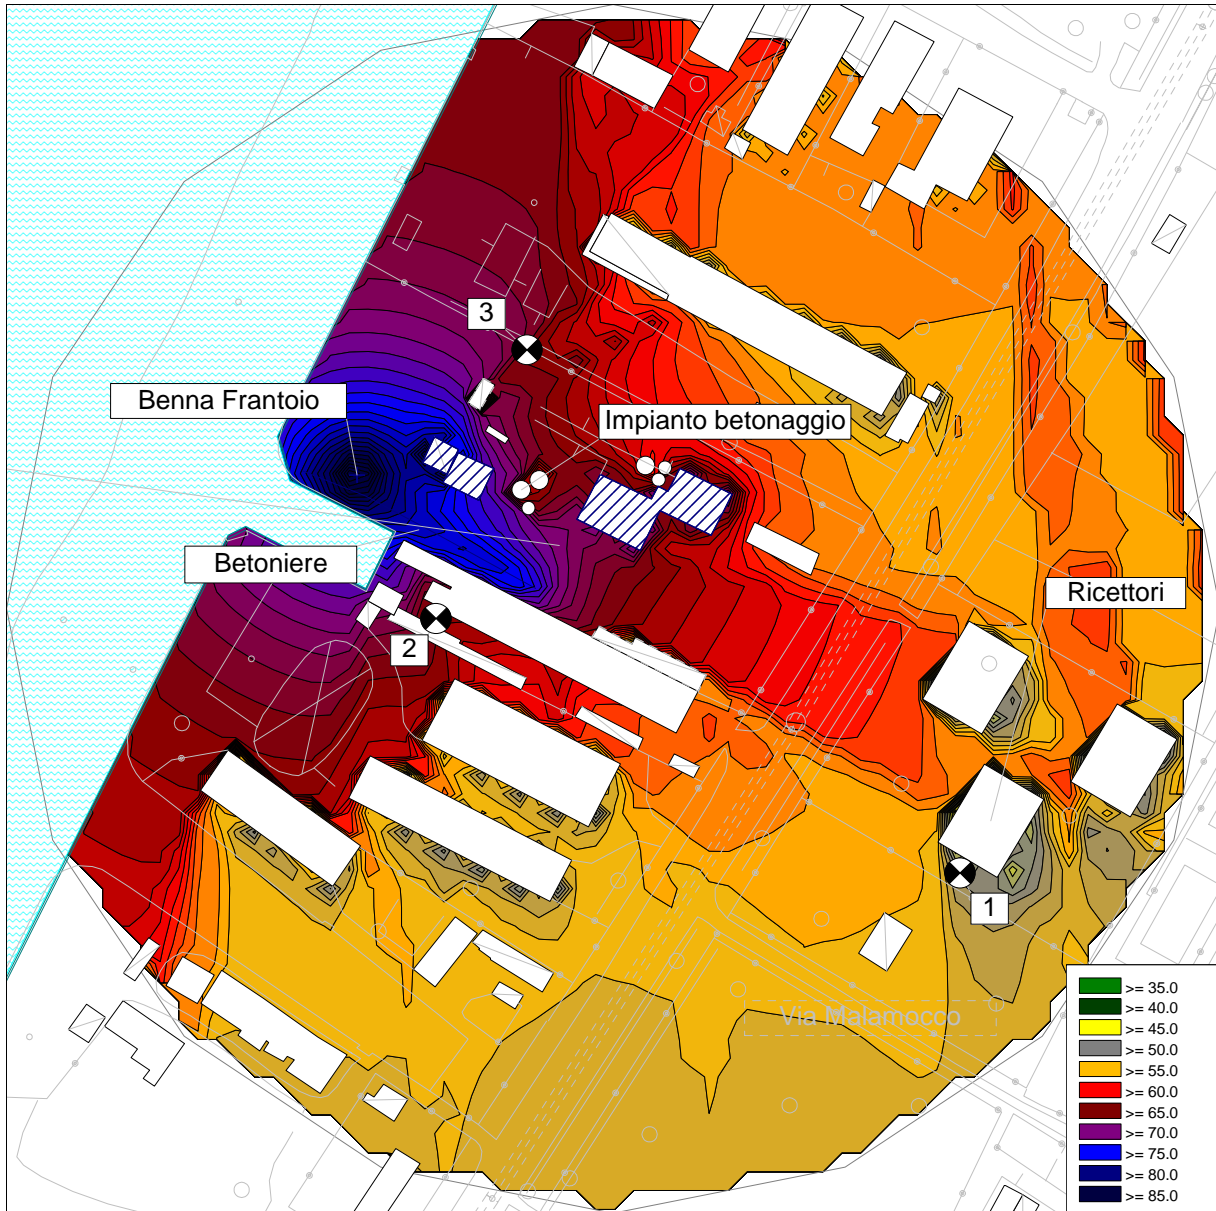 3
Benna Frantoio
Impianto betonaggio
Betoniere
Ricettori
2
1
Via Malamocco
>= 35.0
>= 40.0
>= 45.0
>= 50.0
>= 55.0
>= 60.0
>= 65.0
>= 70.0
>= 75.0
>= 80.0
>= 85.0